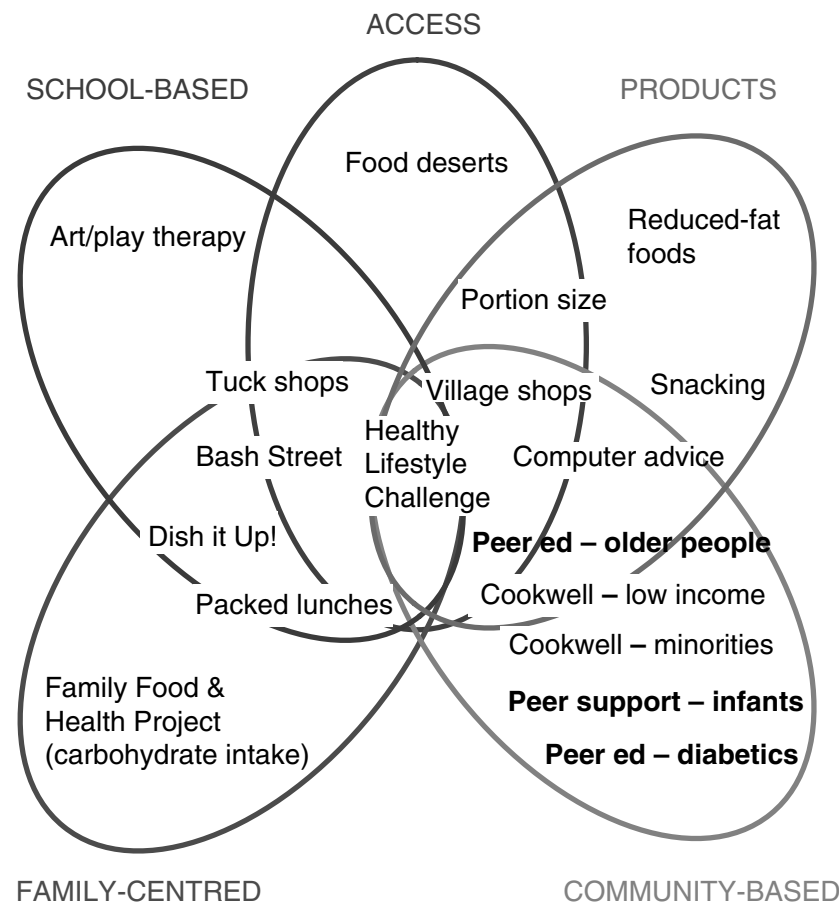 ACCESS
SCHOOL-BASED
PRODUCTS
Food deserts
Art/play therapy
Reduced-fat
foods
Portion size
Tuck shops
Village shops
Snacking
Healthy
Lifestyle
Challenge
Bash Street
Computer advice
Dish it Up!
Peer ed – older people
Packed lunches
Cookwell – low income
Cookwell – minorities
Family Food &
Health Project
(carbohydrate intake)
Peer support – infants
Peer ed – diabetics
FAMILY-CENTRED
COMMUNITY-BASED